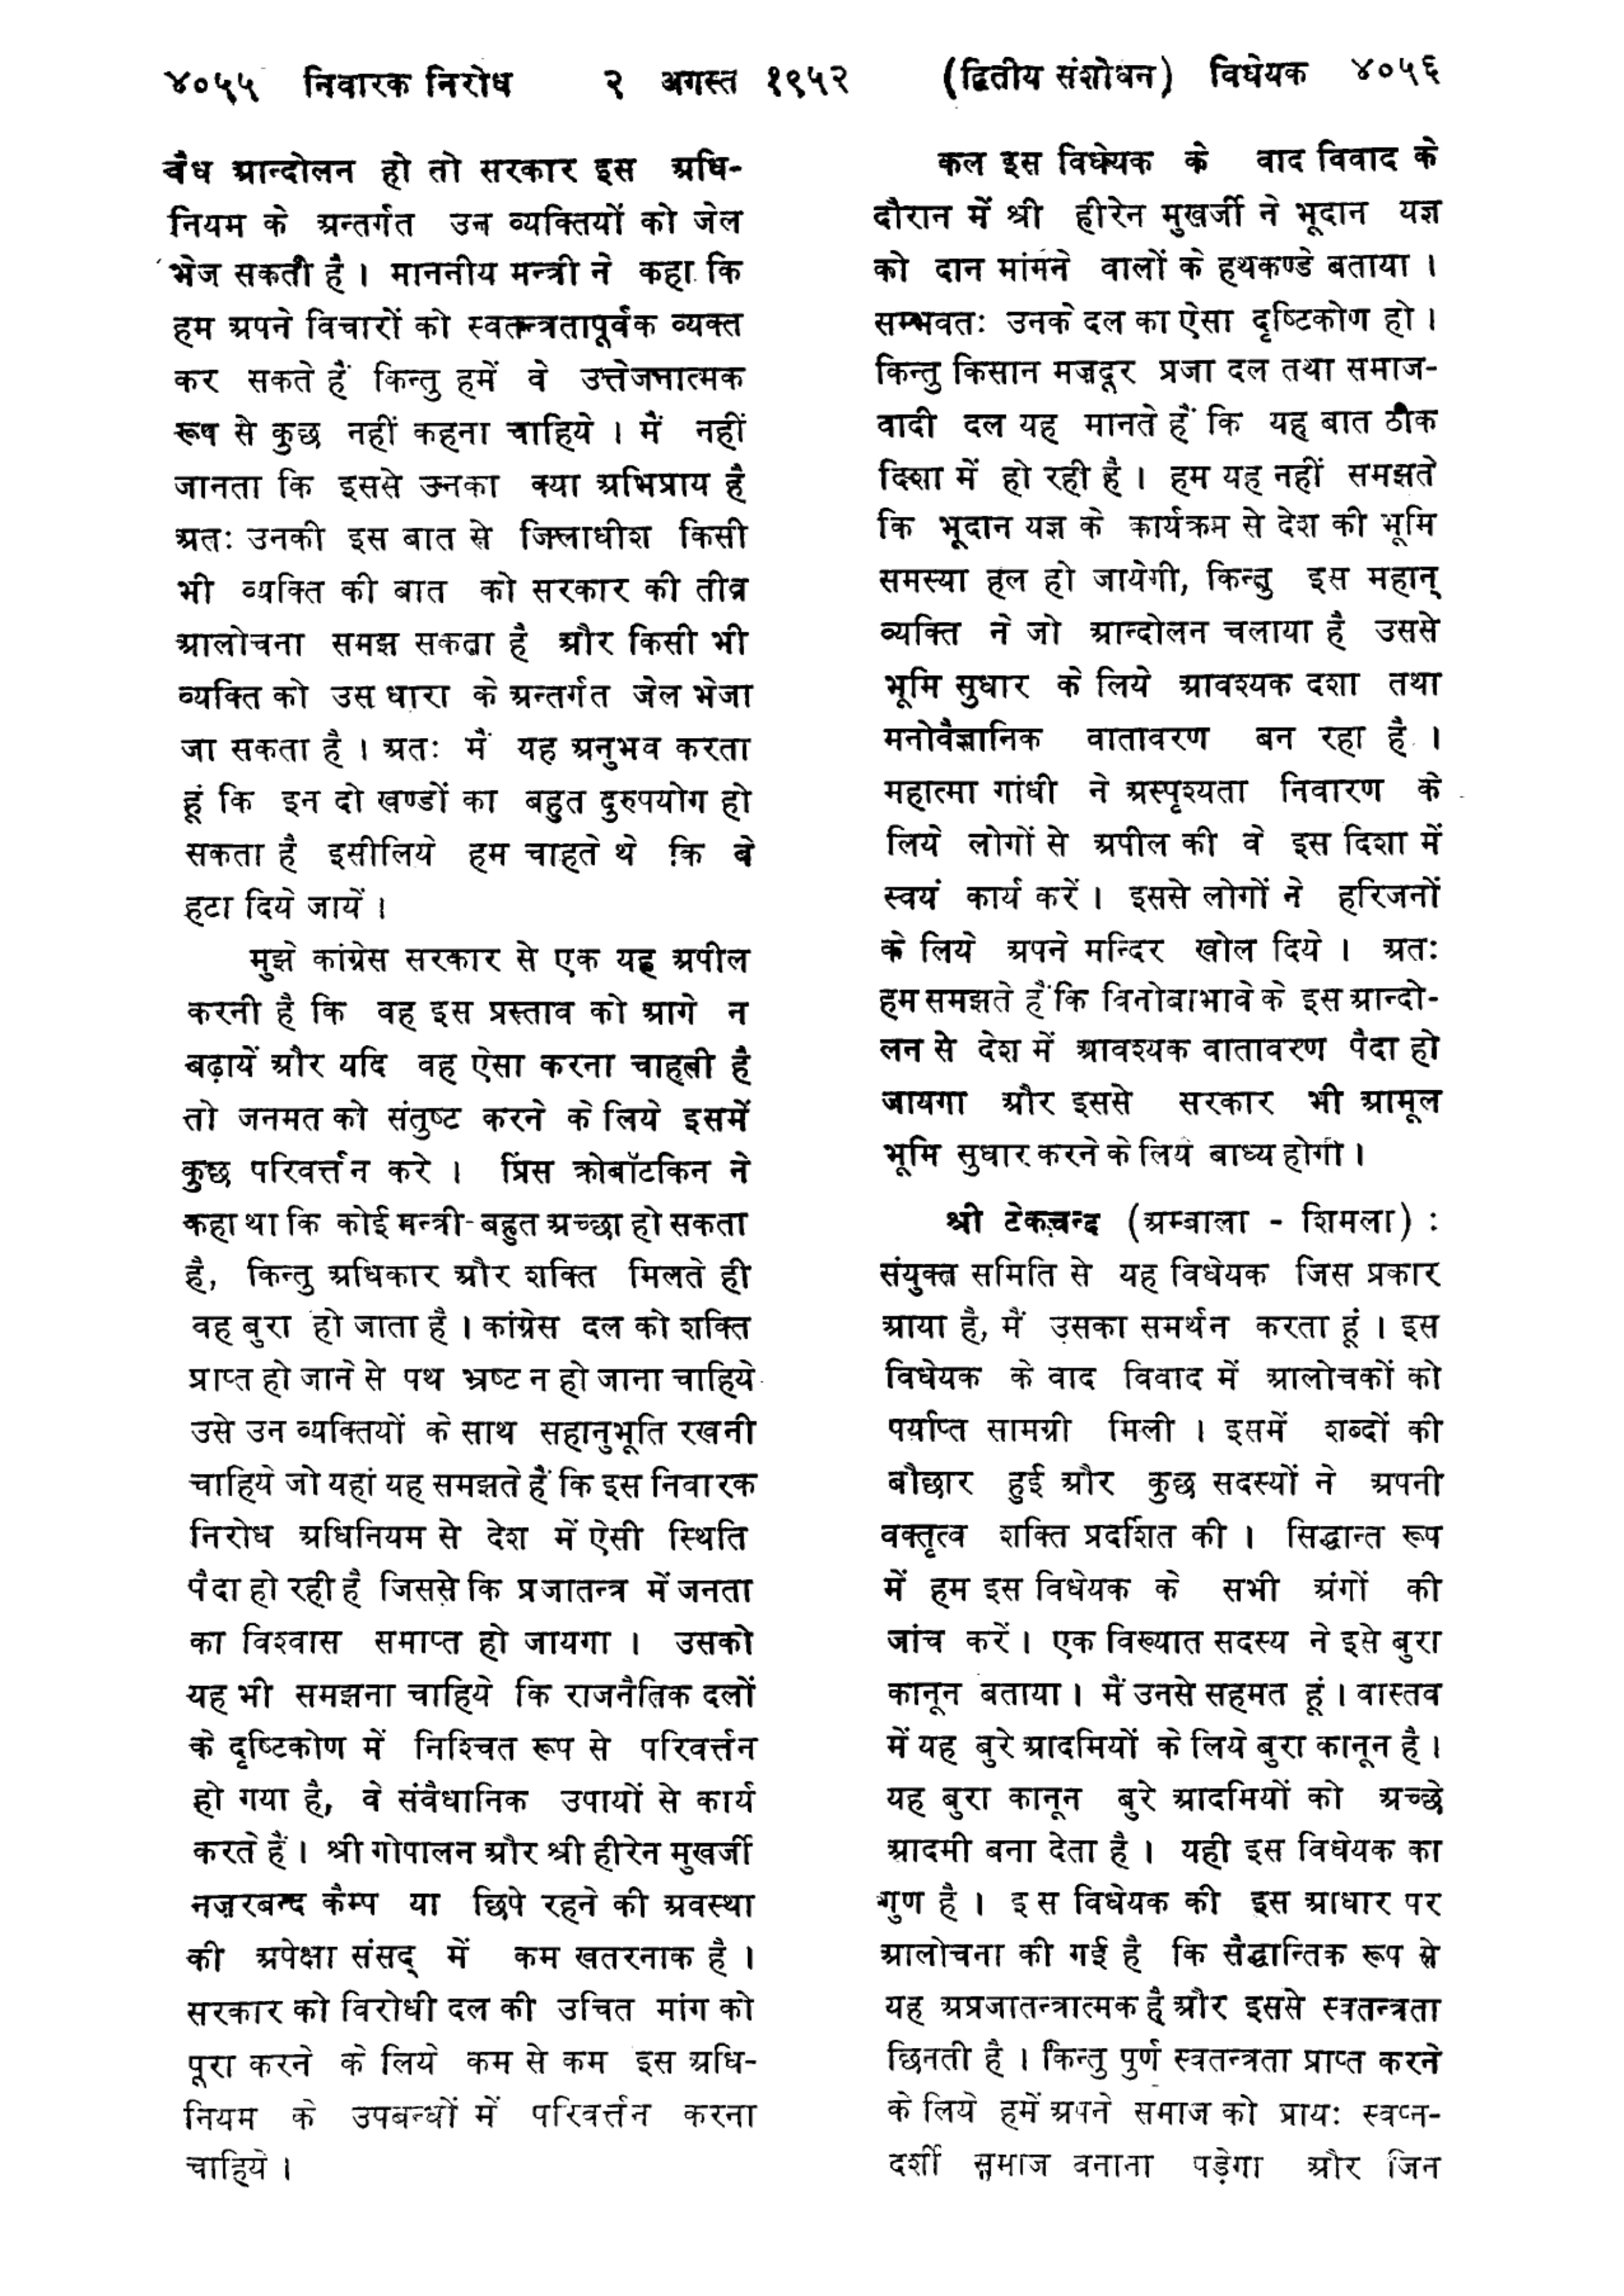 ४०५५ निवारक निरोध २ अगस्त १९५२ (द्वितीय संशोधन) विधेयक ४०५६
वैध आन्दोलन हो तो सरकार इस अधि-
नियम के अन्तर्गत उन व्यक्तियों को जेल
भेज सकती है । माननीय मन्त्री ने कहा कि
हम अपने विचारों को स्वतन्त्रतापूर्वक व्यक्त
कर सकते हैं किन्तु हमें वे उत्तेजनात्मक
रूप से कुछ नहीं कहना चाहिये । मैं नहीं
जानता कि इससे उनका क्या अभिप्राय है
अतः उनकी इस बात से जिलाधीश किसी
भी व्यक्ति की बात को सरकार की तीव्र
आलोचना समझ सकता है और किसी भी
व्यक्ति को उस धारा के अन्तर्गत जेल भेजा
जा सकता है । अतः मैं यह अनुभव करता
हूं कि इन दो खण्डों का बहुत दुरुपयोग हो
सकता है इसीलिये हम चाहते थे कि वे
हटा दिये जायें ।
मुझे कांग्रेस सरकार से एक यह अपील
करनी है कि वह इस प्रस्ताव को आगे न
बढ़ायें और यदि वह ऐसा करना चाहती है
तो जनमत को संतुष्ट करने के लिये इसमें
कुछ परिवर्त्तन करे । प्रिंस क्रोबॉटकिन ने
कहा था कि कोई मन्त्री बहुत अच्छा हो सकता
है, किन्तु अधिकार और शक्ति मिलते ही
वह बुरा हो जाता है । कांग्रेस दल को शक्ति
प्राप्त हो जाने से पथ भ्रष्ट न हो जाना चाहिये
उसे उन व्यक्तियों के साथ सहानुभूति रखनी
चाहिये जो यहां यह समझते हैं कि इस निवारक
निरोध अधिनियम से देश में ऐसी स्थिति
पैदा हो रही है जिससे कि प्रजातन्त्र में जनता
का विश्वास समाप्त हो जायगा । उसको
यह भी समझना चाहिये कि राजनैतिक दलों
के दृष्टिकोण में निश्चित रूप से परिवर्त्तन
हो गया है, वे संवैधानिक उपायों से कार्य
करते हैं । श्री गोपालन और श्री हीरेन मुखर्जी
नज़रबन्द कैम्प या छिपे रहने की अवस्था
की अपेक्षा संसद् में कम खतरनाक है ।
सरकार को विरोधी दल की उचित मांग को
पूरा करने के लिये कम से कम इस अधि-
नियम के उपबन्धों में परिवर्त्तन करना
चाहिये ।
कल इस विधेयक के वाद विवाद के
दौरान में श्री हीरेन मुखर्जी ने भूदान यज्ञ
को दान मांगने वालों के हथकण्डे बताया ।
सम्भवतः उनके दल का ऐसा दृष्टिकोण हो ।
किन्तु किसान मज़दूर प्रजा दल तथा समाज-
वादी दल यह मानते हैं कि यह बात ठीक
दिशा में हो रही है । हम यह नहीं समझते
कि भूदान यज्ञ के कार्यक्रम से देश की भूमि
समस्या हल हो जायेगी, किन्तु इस महान्
व्यक्ति ने जो आन्दोलन चलाया है उससे
भूमि सुधार के लिये आवश्यक दशा तथा
मनोवैज्ञानिक वातावरण बन रहा है ।
महात्मा गांधी ने अस्पृश्यता निवारण के
लिये लोगों से अपील की वे इस दिशा में
स्वयं कार्य करें । इससे लोगों ने हरिजनों
के लिये अपने मन्दिर खोल दिये । अतः
हम समझते हैं कि विनोबाभावे के इस आन्दो-
लन से देश में आवश्यक वातावरण पैदा हो
जायगा और इससे सरकार भी आमूल
भूमि सुधार करने के लिये बाध्य होगी ।
श्री टेकचन्द (अम्बाला - शिमला) :
संयुक्त समिति से यह विधेयक जिस प्रकार
आया है, मैं उसका समर्थन करता हूं । इस
विधेयक के वाद विवाद में आलोचकों को
पर्याप्त सामग्री मिली । इसमें शब्दों की
बौछार हुई और कुछ सदस्यों ने अपनी
वक्तृत्व शक्ति प्रदर्शित की । सिद्धान्त रूप
में हम इस विधेयक के सभी अंगों की
जांच करें । एक विख्यात सदस्य ने इसे बुरा
कानून बताया । मैं उनसे सहमत हूं । वास्तव
में यह बुरे आदमियों के लिये बुरा कानून है ।
यह बुरा कानून बुरे आदमियों को अच्छे
आदमी बना देता है । यही इस विधेयक का
गुण है । इस विधेयक की इस आधार पर
आलोचना की गई है कि सैद्धान्तिक रूप से
यह अप्रजातन्त्रात्मक है और इससे स्वतन्त्रता
छिनती है । किन्तु पुर्ण स्वतन्त्रता प्राप्त करने
के लिये हमें अपने समाज को प्रायः स्वप्न-
दर्शी समाज बनाना पड़ेगा और जिन